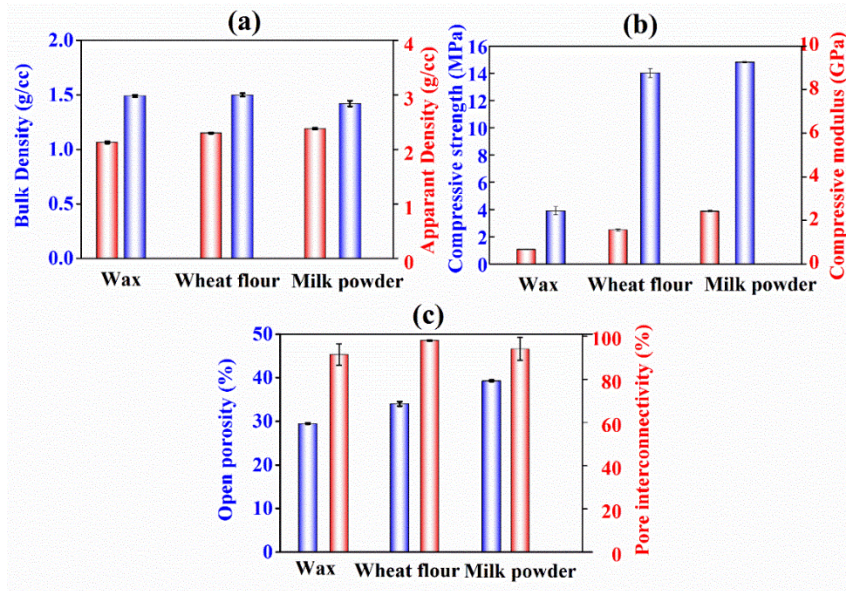 (a)
2.0
1.5
1.0
0.5
0.0
Bulk Density (g/cc)
4
3
2
1
0
Apparant Density (g/cc)
Wax
Wheat flour
Milk powder
(b)
16
14
12
10
8
6
4
2
0
Compressive strength (MPa)
10
8
6
4
2
0
Compressive modulus (GPa)
Wax
Wheat flour
Milk powder
(c)
50
40
30
20
10
0
Open porosity (%)
100
80
60
40
20
0
Pore interconnectivity (%)
Wax
Wheat flour
Milk powder